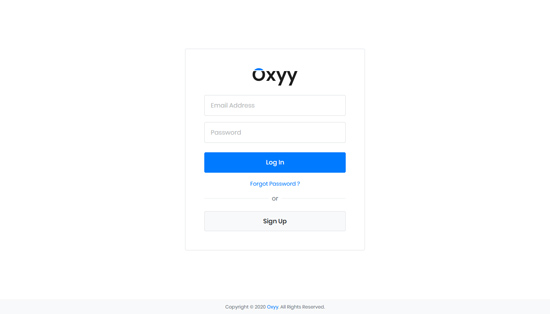 Oxyy
Email Address
Password
Log In
Forgot Password ?
or
Sign Up
Copyright © 2020 Oxyy. All Rights Reserved.